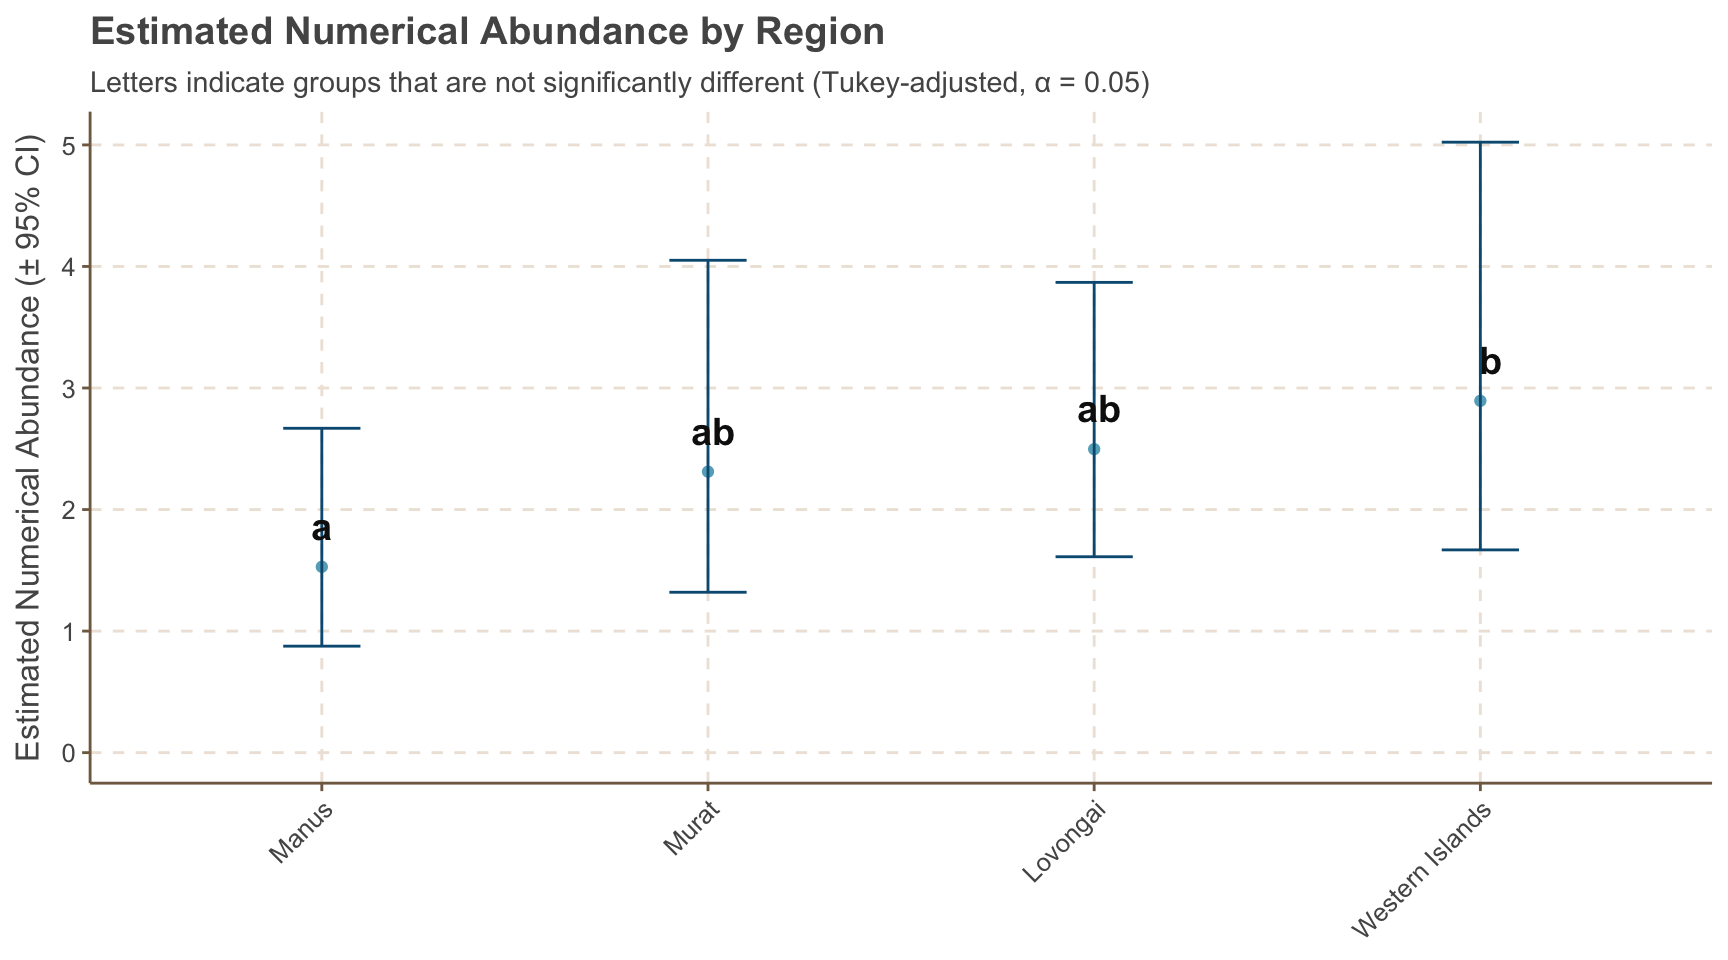 Estimated Numerical Abundance by Region
Letters indicate groups that are not significantly different (Tukey-adjusted, α = 0.05)
Estimated Numerical Abundance (± 95% CI)
5
4
3
2
1
0
a
ab
ab
b
Manus
Murat
Lovongai
Western Islands